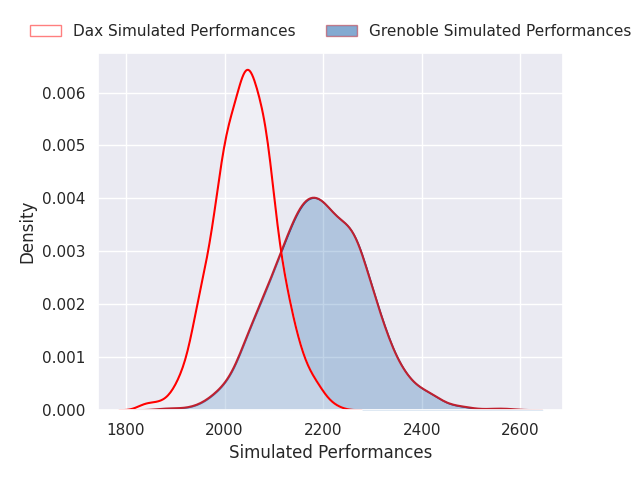 Dax Simulated Performances Grenoble Simulated Performances
0.006
0.005
0.004
0.003
0.002
0.001
0.000
Density
1800 2000 2200 2400 2600
Simulated Performances